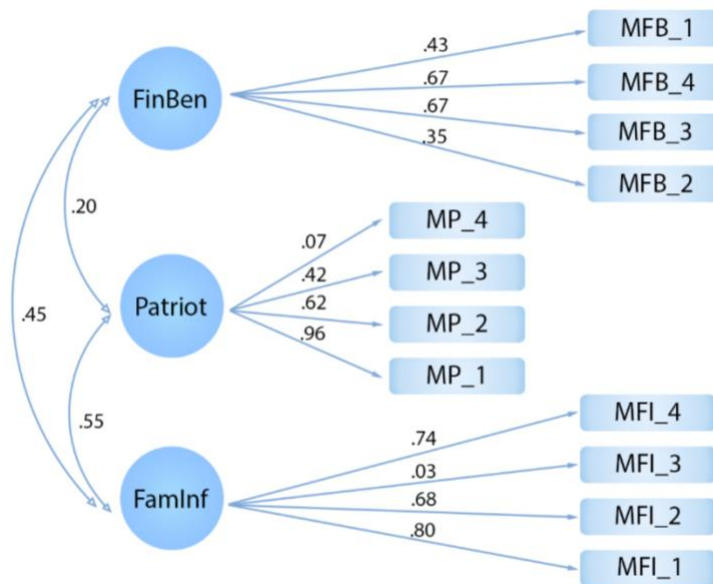 MFB_1
.43
MFB_4
.67
FinBen
.67
MFB_3
.35
MFB_2
.20
MP_4
.07
.42
MP_3
Patriot
.62
MP_2
.45
.96
MP_1
.55
MFI_4
.74
.03
MFI_3
FamInf
.68
MFI_2
.80
MFI_1